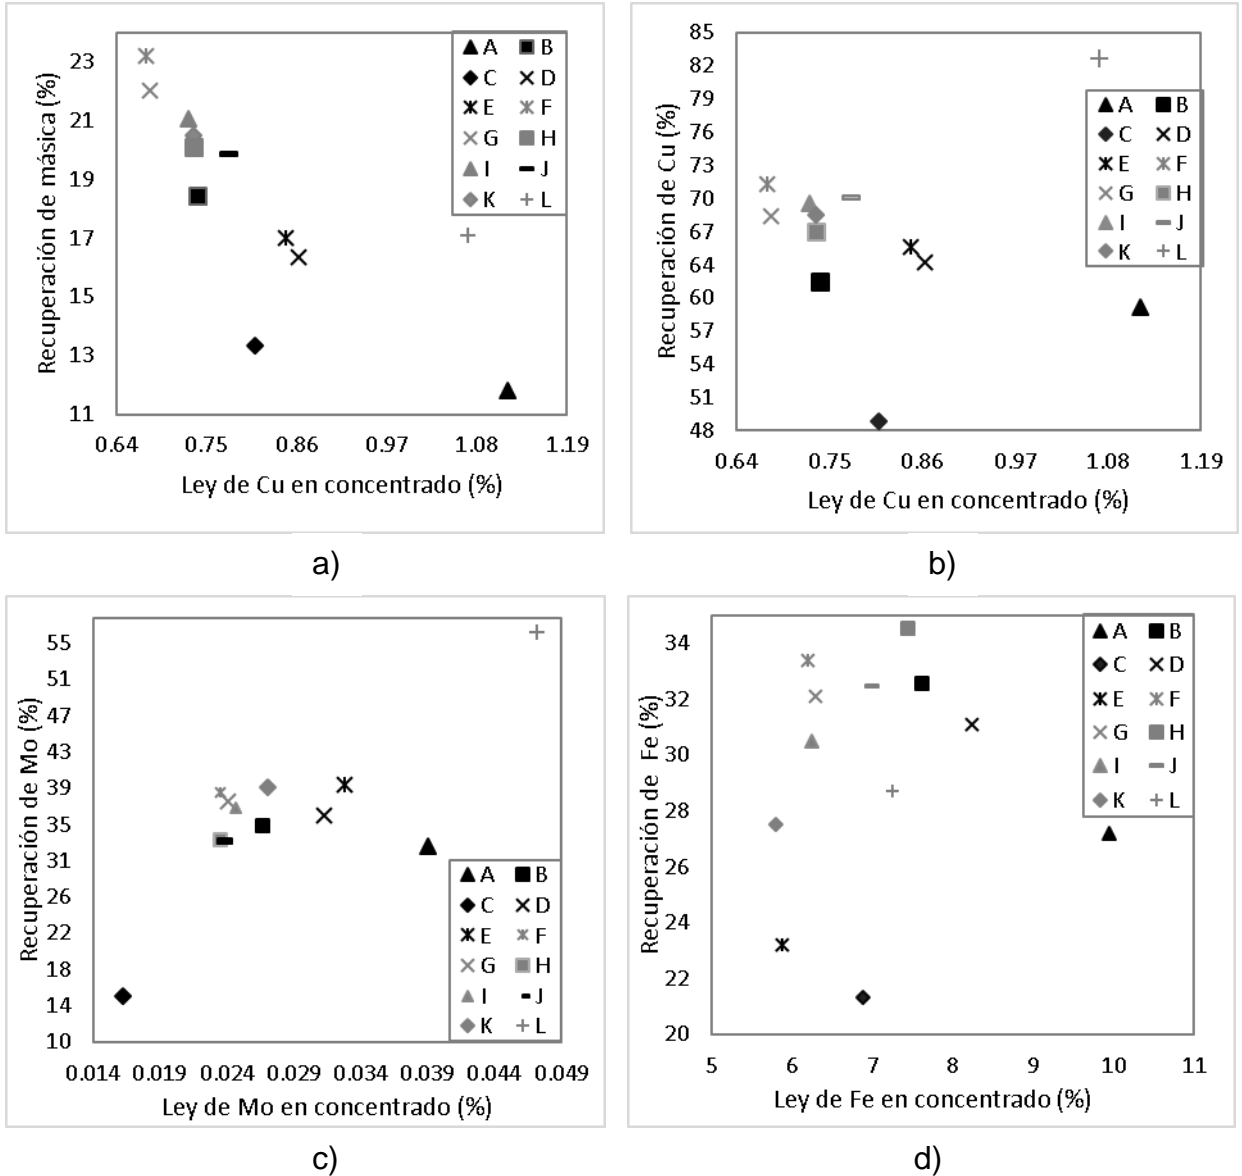 Recuperación de másica (%)
23
21
19
17
15
13
11
0.64 0.75 0.86 0.97 1.08 1.19
Ley de Cu en concentrado (%)
A B
C D
E F
G H
I J
K L
a)
Recuperación de Cu (%)
85
82
79
76
73
70
67
64
60
57
54
51
48
0.64 0.75 0.86 0.97 1.08 1.19
Ley de Cu en concentrado (%)
A B
C D
E F
G H
I J
K L
b)
Recuperación de Mo (%)
55
51
47
43
39
35
31
26
22
18
14
10
0.014 0.019 0.024 0.029 0.034 0.039 0.044 0.049
Ley de Mo en concentrado (%)
A B
C D
E F
G H
I J
K L
c)
Recuperación de Fe (%)
34
32
30
28
26
24
22
20
5 6 7 8 9 10 11
Ley de Fe en concentrado (%)
A B
C D
E F
G H
I J
K L
d)